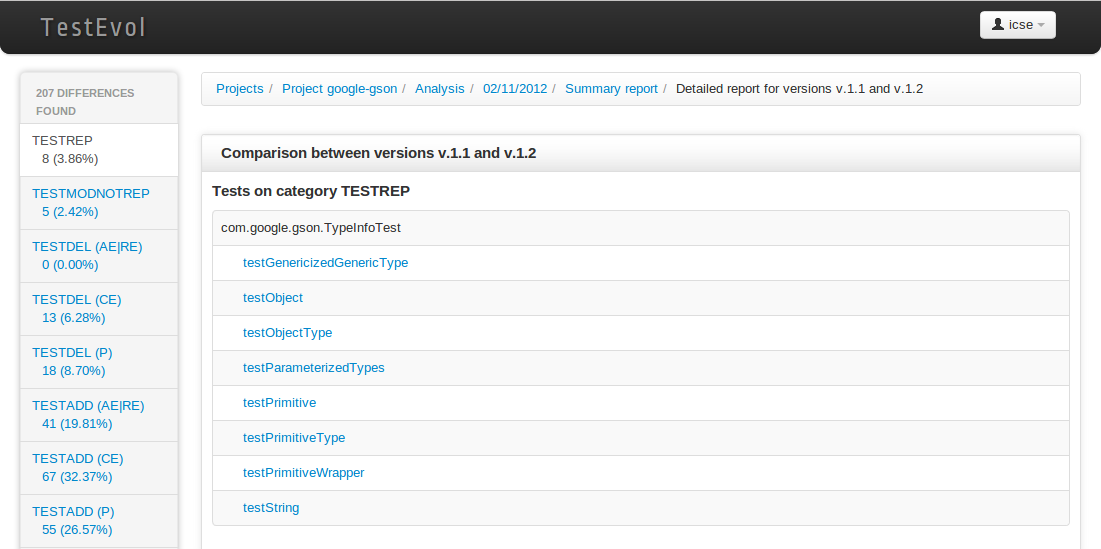 TestEvol
icse
207 DIFFERENCES
FOUND
TESTREP
8 (3.86%)
TESTMODNOTREP
5 (2.42%)
TESTDEL (AE|RE)
0 (0.00%)
TESTDEL (CE)
13 (6.28%)
TESTDEL (P)
18 (8.70%)
TESTADD (AE|RE)
41 (19.81%)
TESTADD (CE)
67 (32.37%)
TESTADD (P)
55 (26.57%)
Projects / Project google-gson / Analysis / 02/11/2012 / Summary report / Detailed report for versions v.1.1 and v.1.2
Comparison between versions v.1.1 and v.1.2
Tests on category TESTREP
com.google.gson.TypeInfoTest
testGenericizedGenericType
testObject
testObjectType
testParameterizedTypes
testPrimitive
testPrimitiveType
testPrimitiveWrapper
testString